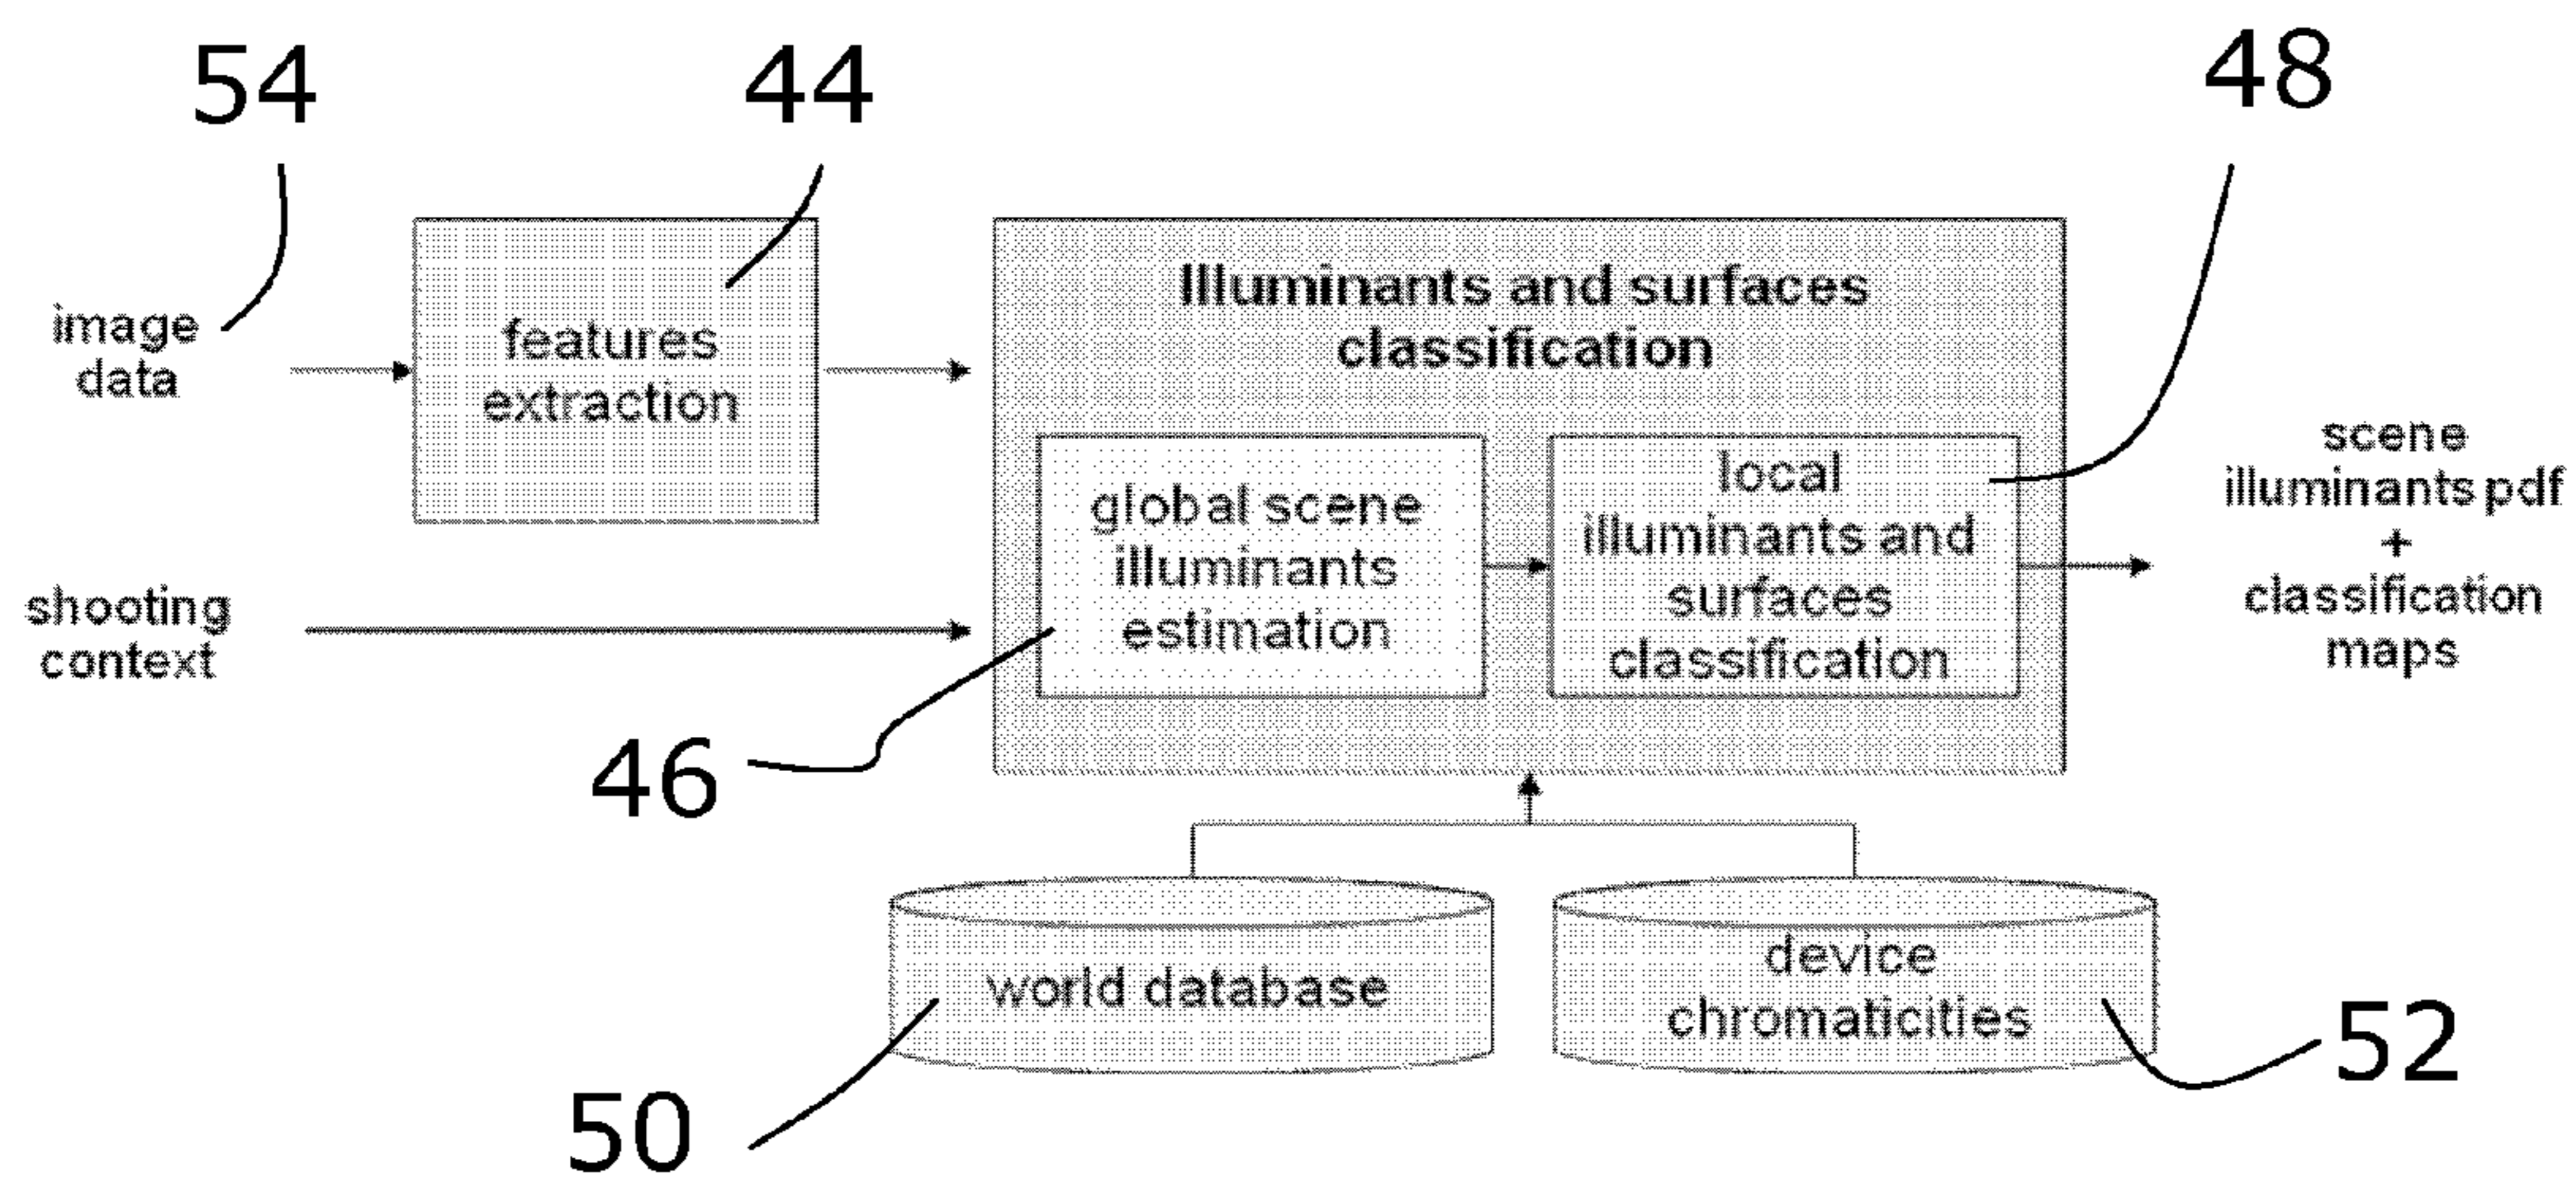 54
44
48
image
data
features
extraction
Illuminants and surfaces
classification
shooting
context
global scene
illuminants
estimation
local
illuminants and
surfaces
classification
scene
illuminants pdf
+
classification
maps
46
world database
device
chromaticities
50
52